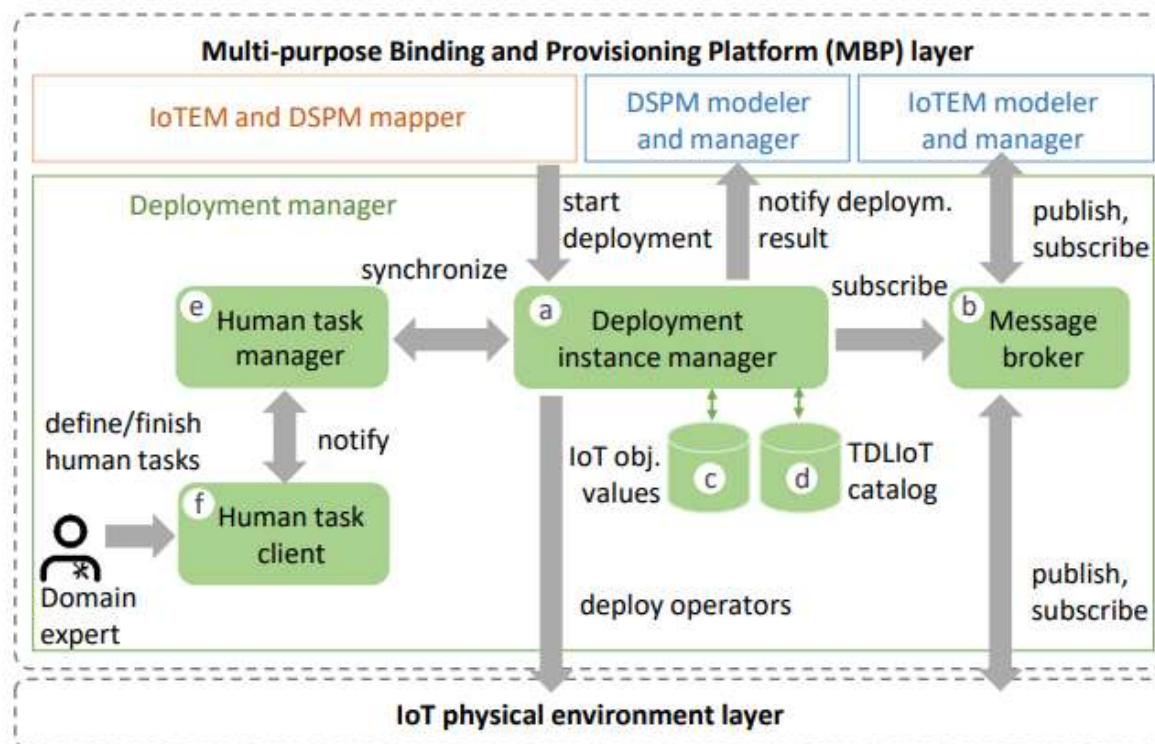 Multi-purpose Binding and Provisioning Platform (MBP) layer
IoTEM and DSPM mapper
DSPM modeler
and manager
IoTEM modeler
and manager
Deployment manager
start
deployment
notify deploym.
result
publish,
subscribe
synchronize
subscribe
e
Human task
manager
a
Deployment
instance manager
b
Message
broker
define/finish
human tasks
notify
IoT obj.
values
c
d
TDLIoT
catalog
f
Human task
client
Domain
expert
deploy operators
publish,
subscribe
IoT physical environment layer